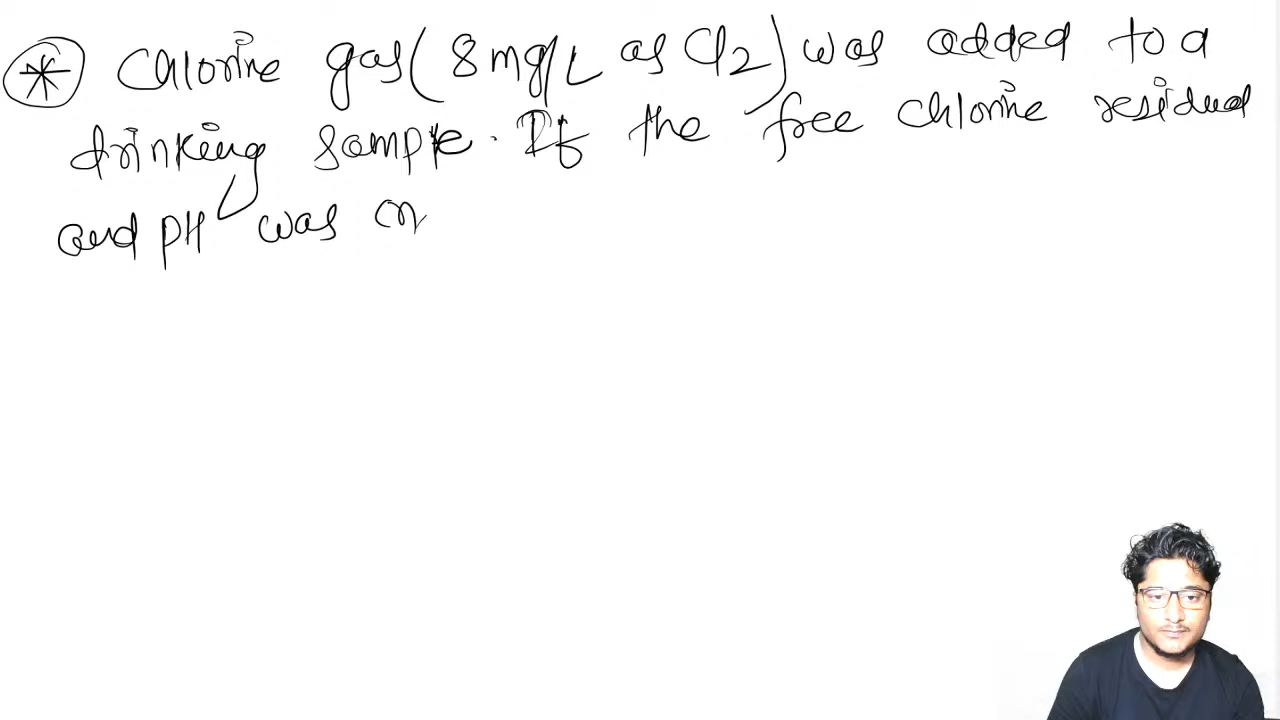 * Chlorine gas (8 mg/L as Cl2) was added to a
drinking sample. If the free chlorine residual
and pH was m